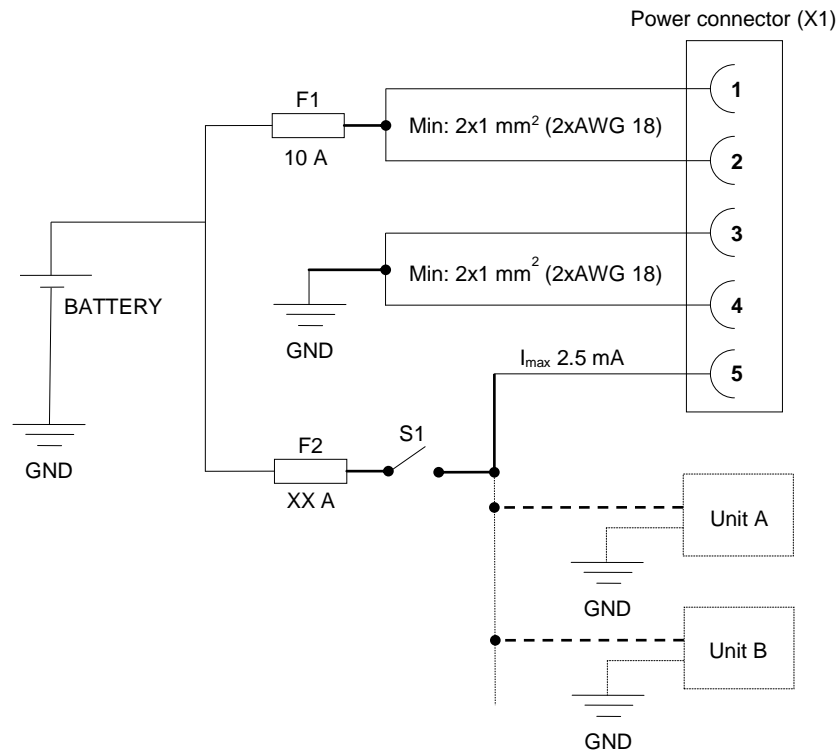 Power connector (X1)
F1
10 A
Min: 2x1 mm² (2xAWG 18)
1
2
3
4
5
Min: 2x1 mm² (2xAWG 18)
GND
BATTERY
GND
Imax 2.5 mA
F2
XX A
S1
Unit A
GND
Unit B
GND